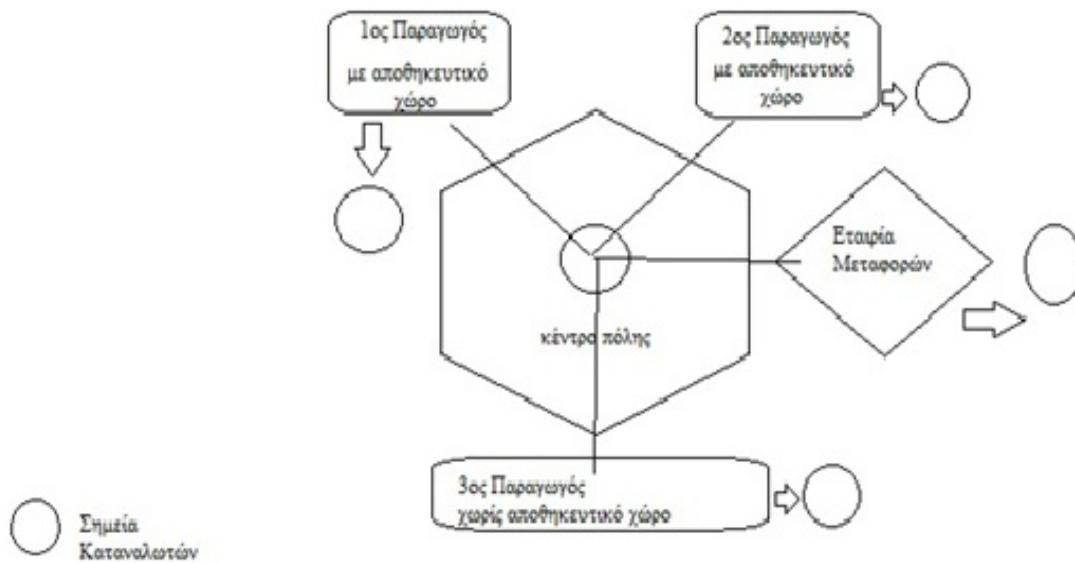 1ος Παραγωγός
με αποθηκευτικό
χώρο
2ος Παραγωγός
με αποθηκευτικό
χώρο
Εταιρία
Μεταφορών
κέντρο πόλης
3ος Παραγωγός
χωρίς αποθηκευτικό χώρο
Σημεία
Καταναλωτών